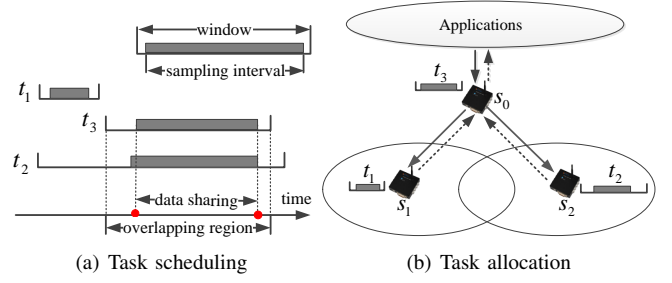 window
sampling interval
t1
t3
t2
data sharing
time
overlapping region
(a) Task scheduling
Applications
t3
s0
t1
s1
t2
s2
(b) Task allocation